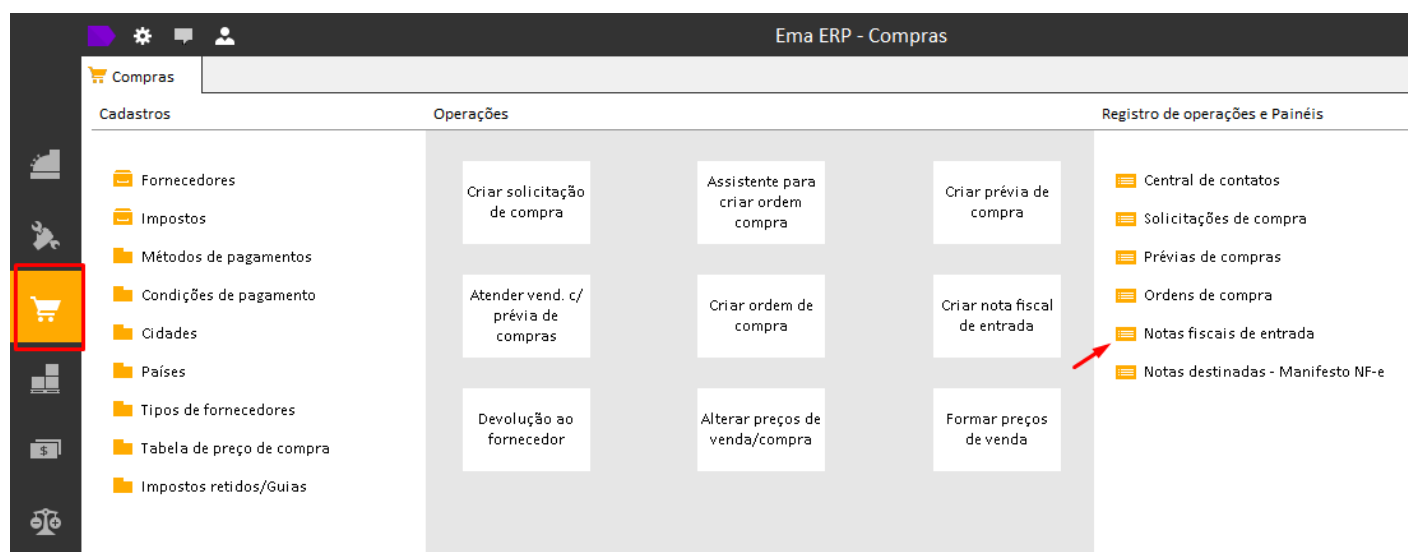 Ema ERP - Compras
Compras
Cadastros
Operações
Registro de operações e Painéis
Fornecedores
Impostos
Métodos de pagamentos
Condições de pagamento
Cidades
Países
Tipos de fornecedores
Tabela de preço de compra
Impostos retidos/Guias
Criar solicitação
de compra
Assistente para
criar ordem
compra
Criar prévia de
compra
Atender vend. c/
prévia de
compras
Criar ordem de
compra
Criar nota fiscal
de entrada
Devolução ao
fornecedor
Alterar preços de
venda/compra
Formar preços
de venda
Central de contatos
Solicitações de compra
Prévias de compras
Ordens de compra
Notas fiscais de entrada
Notas destinadas - Manifesto NF-e
$